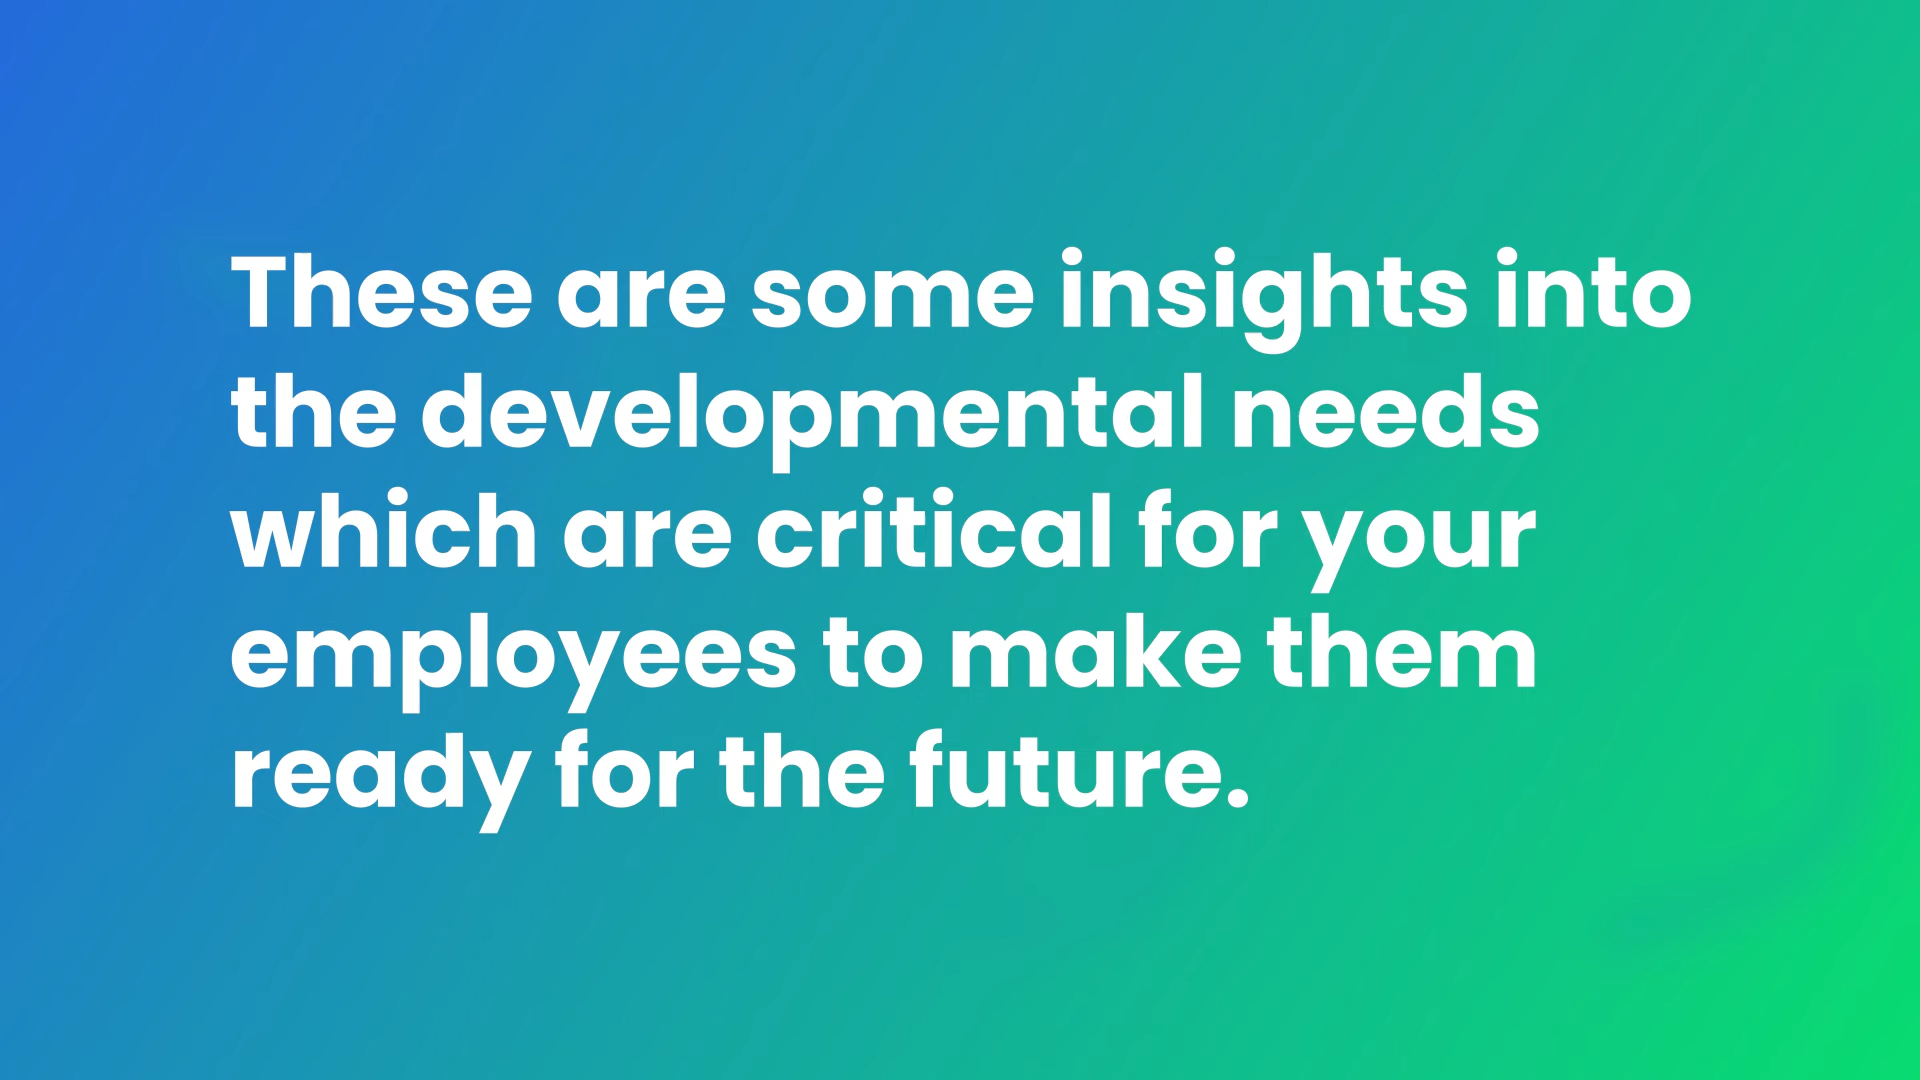 These are some insights into
the developmental needs
which are critical for your
employees to make them
ready for the future.